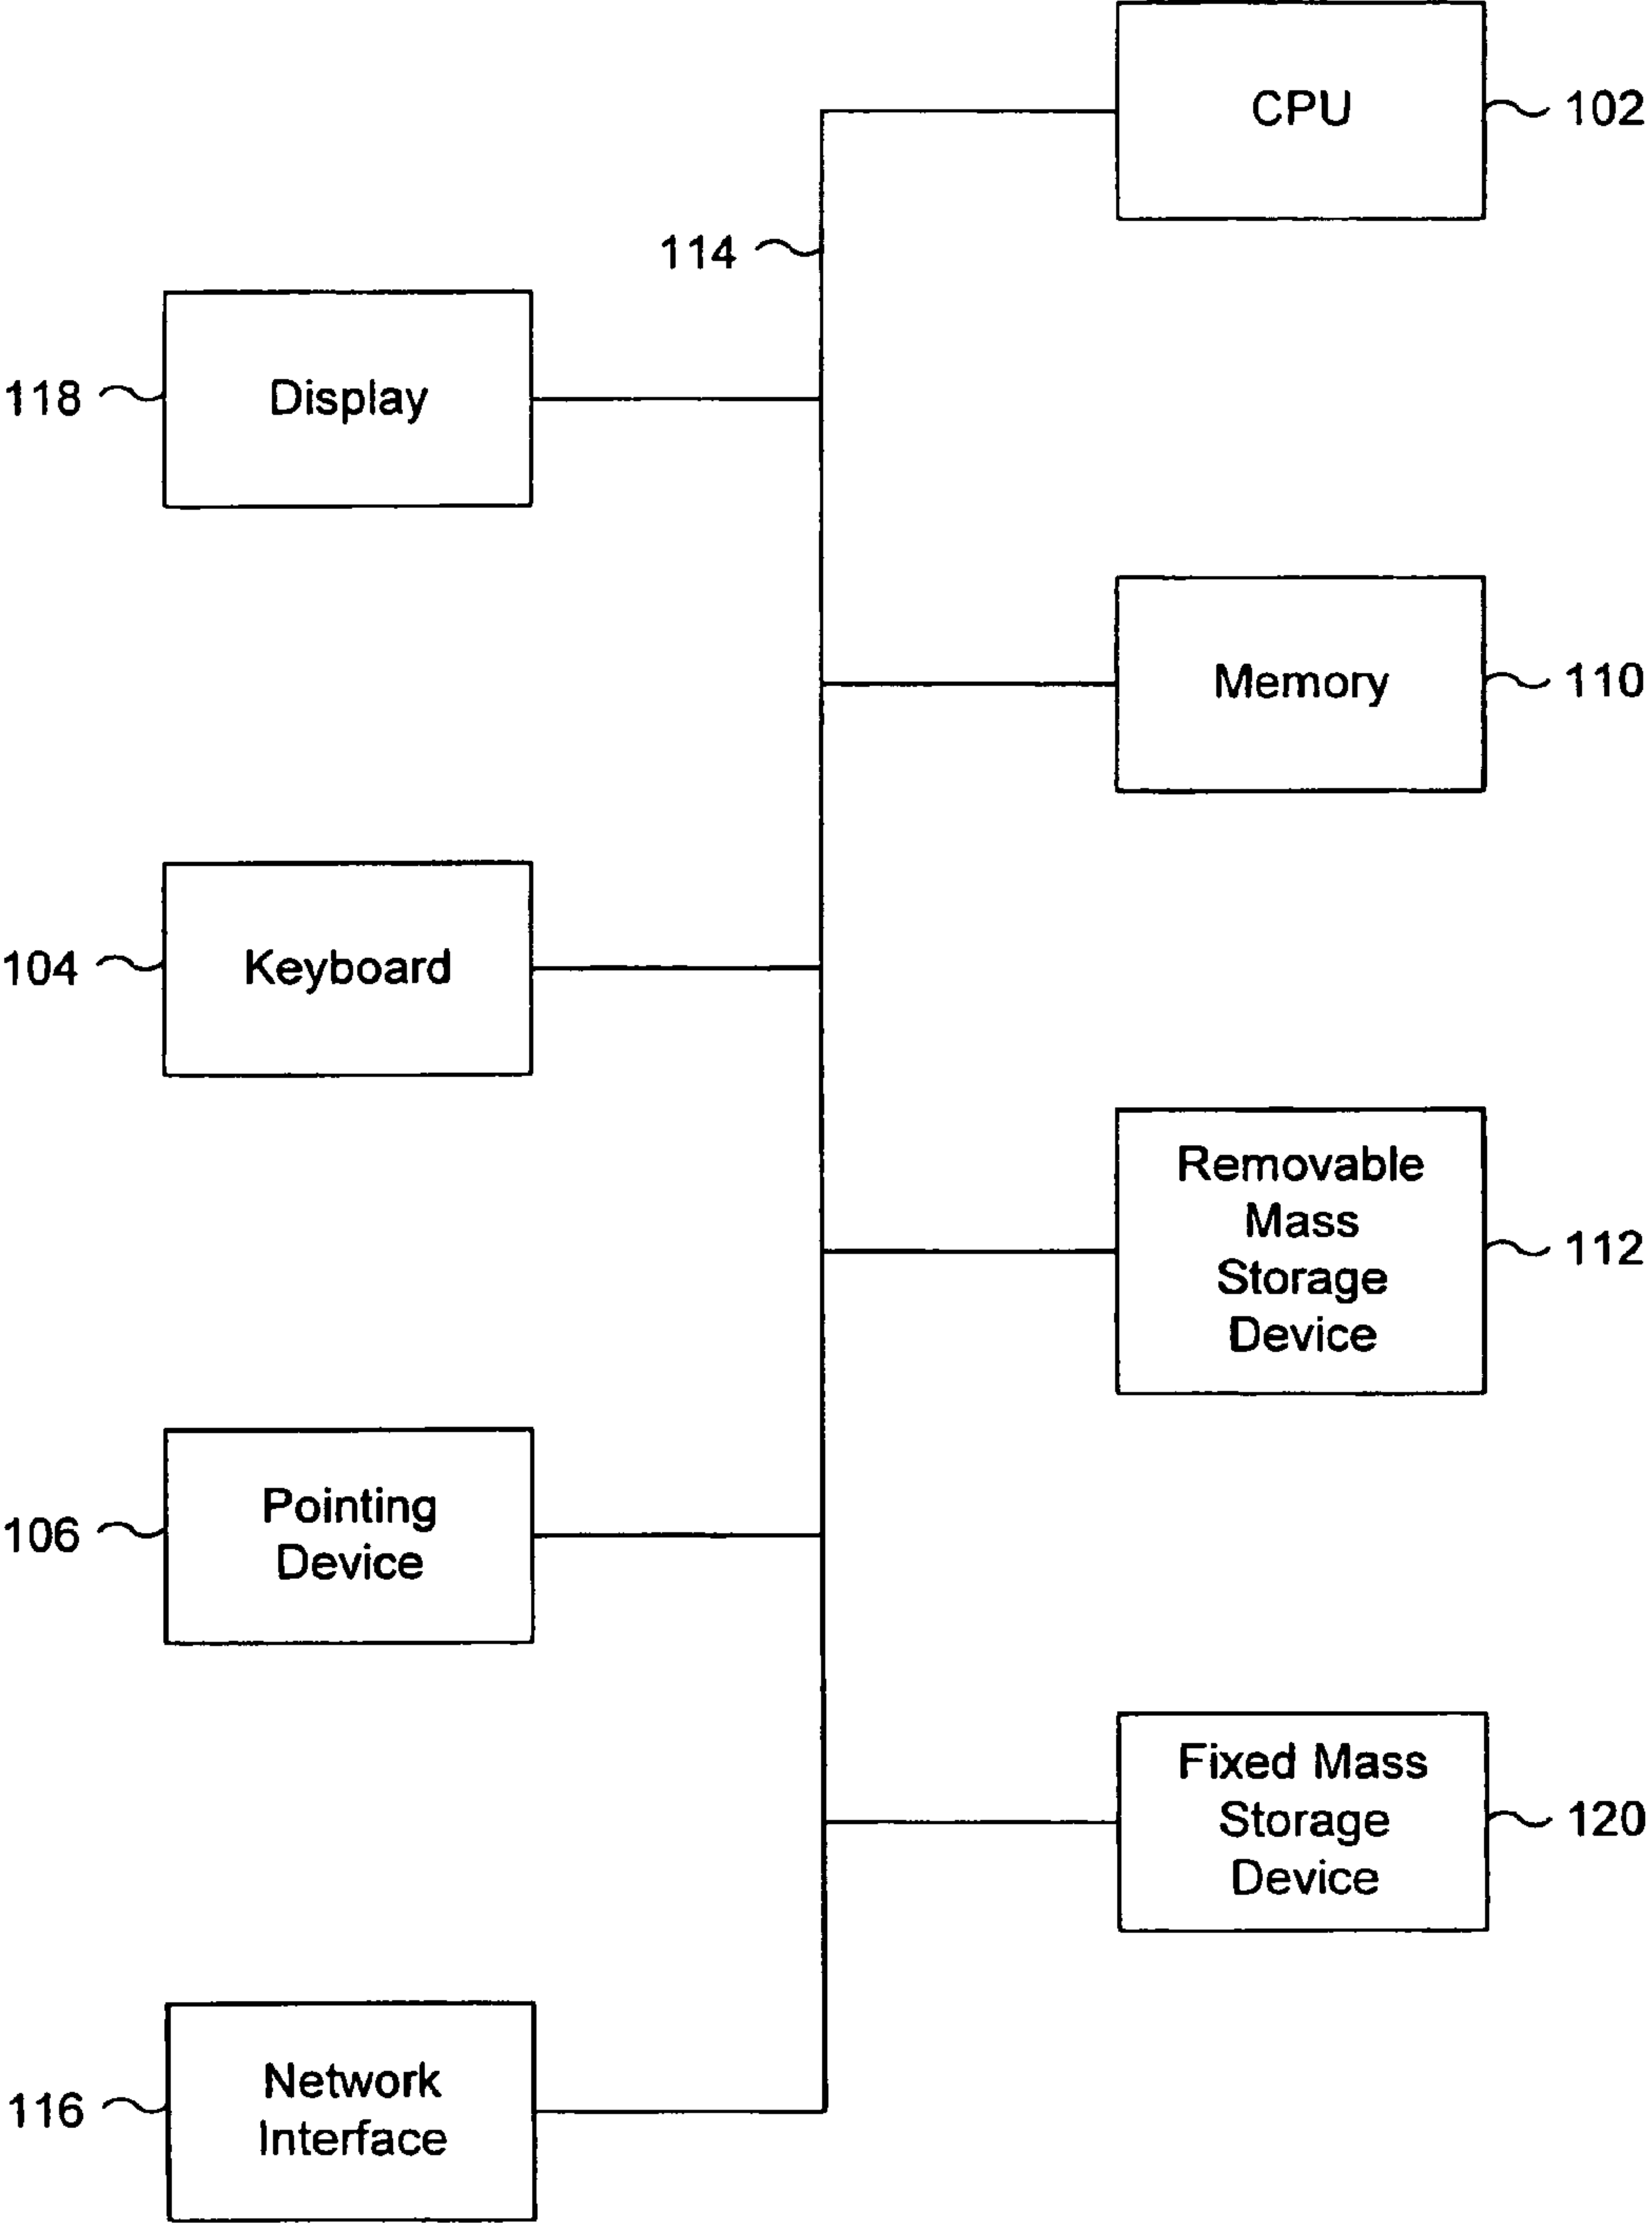 CPU
102
114
118
Display
Memory
110
104
Keyboard
Removable
Mass
Storage
Device
112
106
Pointing
Device
Fixed Mass
Storage
Device
120
116
Network
Interface